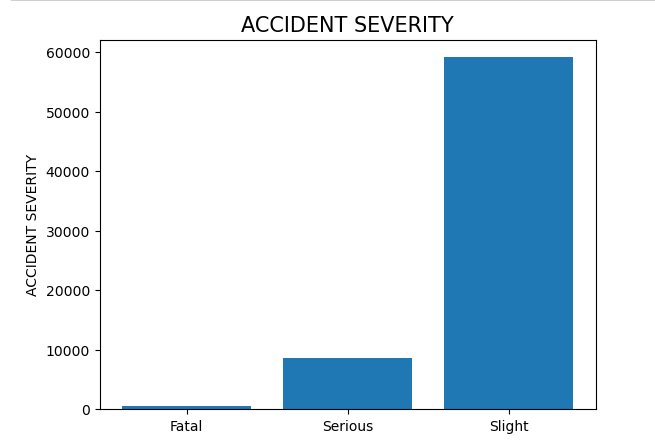 ACCIDENT SEVERITY
60000
50000
40000
30000
20000
10000
0
ACCIDENT SEVERITY
Fatal
Serious
Slight